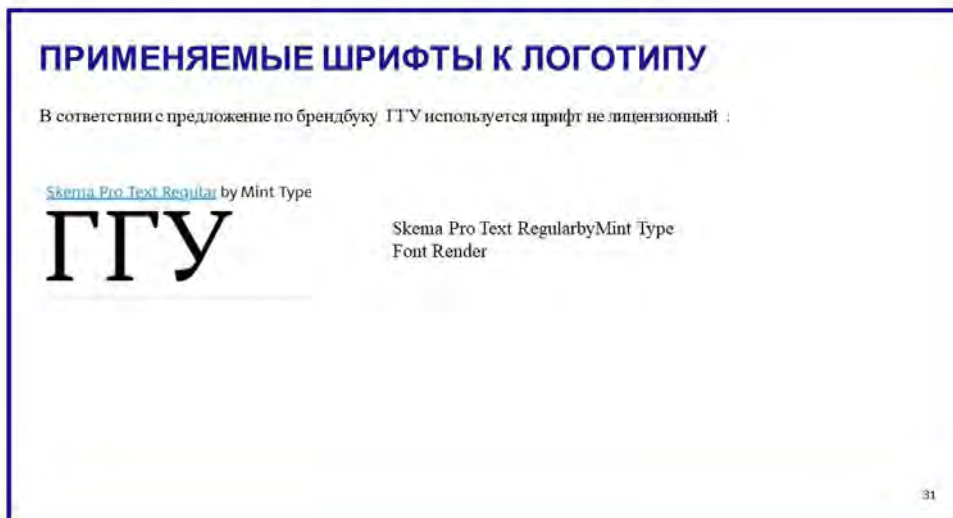 ПРИМЕНЯЕМЫЕ ШРИФТЫ К ЛОГОТИПУ
В сответствии с предложение по брендбуку ГГУ используется шрифт не лицензионный :
Skema Pro Text Regular by Mint Type
ГГУ
Skema Pro Text RegularbyMint Type
Font Render
31